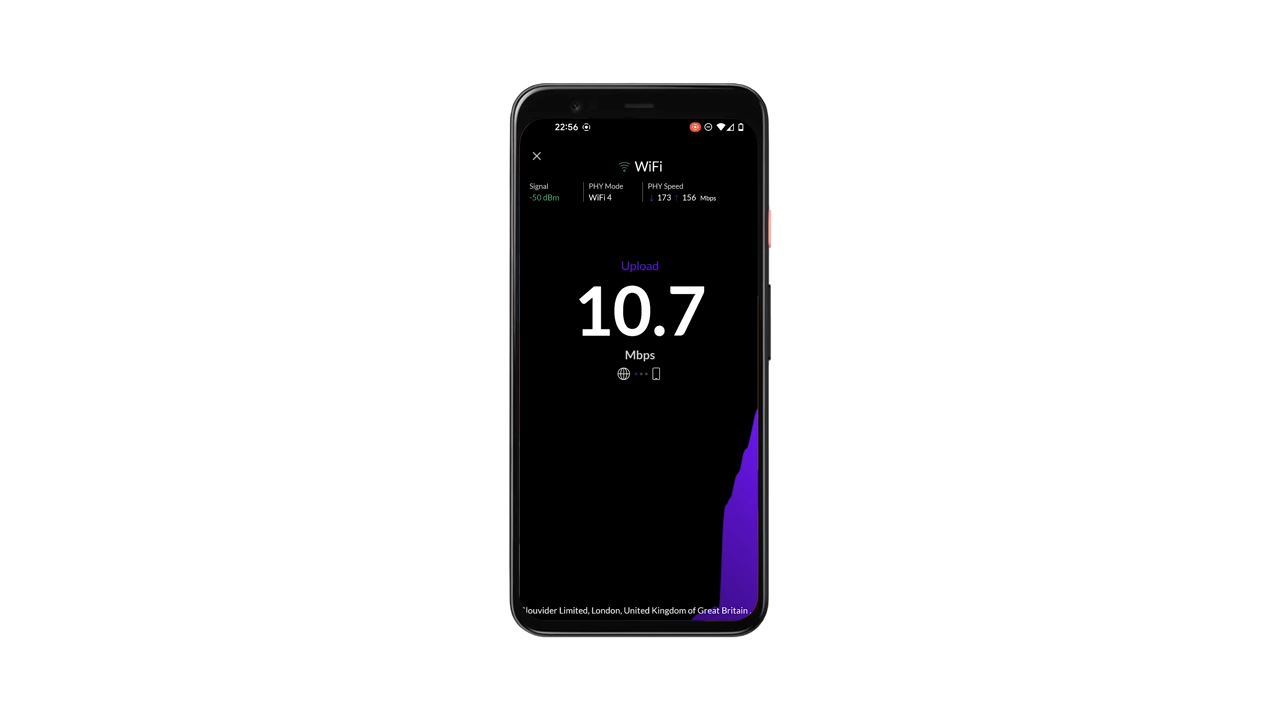 22:56
WiFi
Signal PHY Mode PHY Speed
-50 dBm WiFi 4 ↓ 173 ↑ 156 Mbps
Upload
10.7
Mbps
louvider Limited, London, United Kingdom of Great Britain